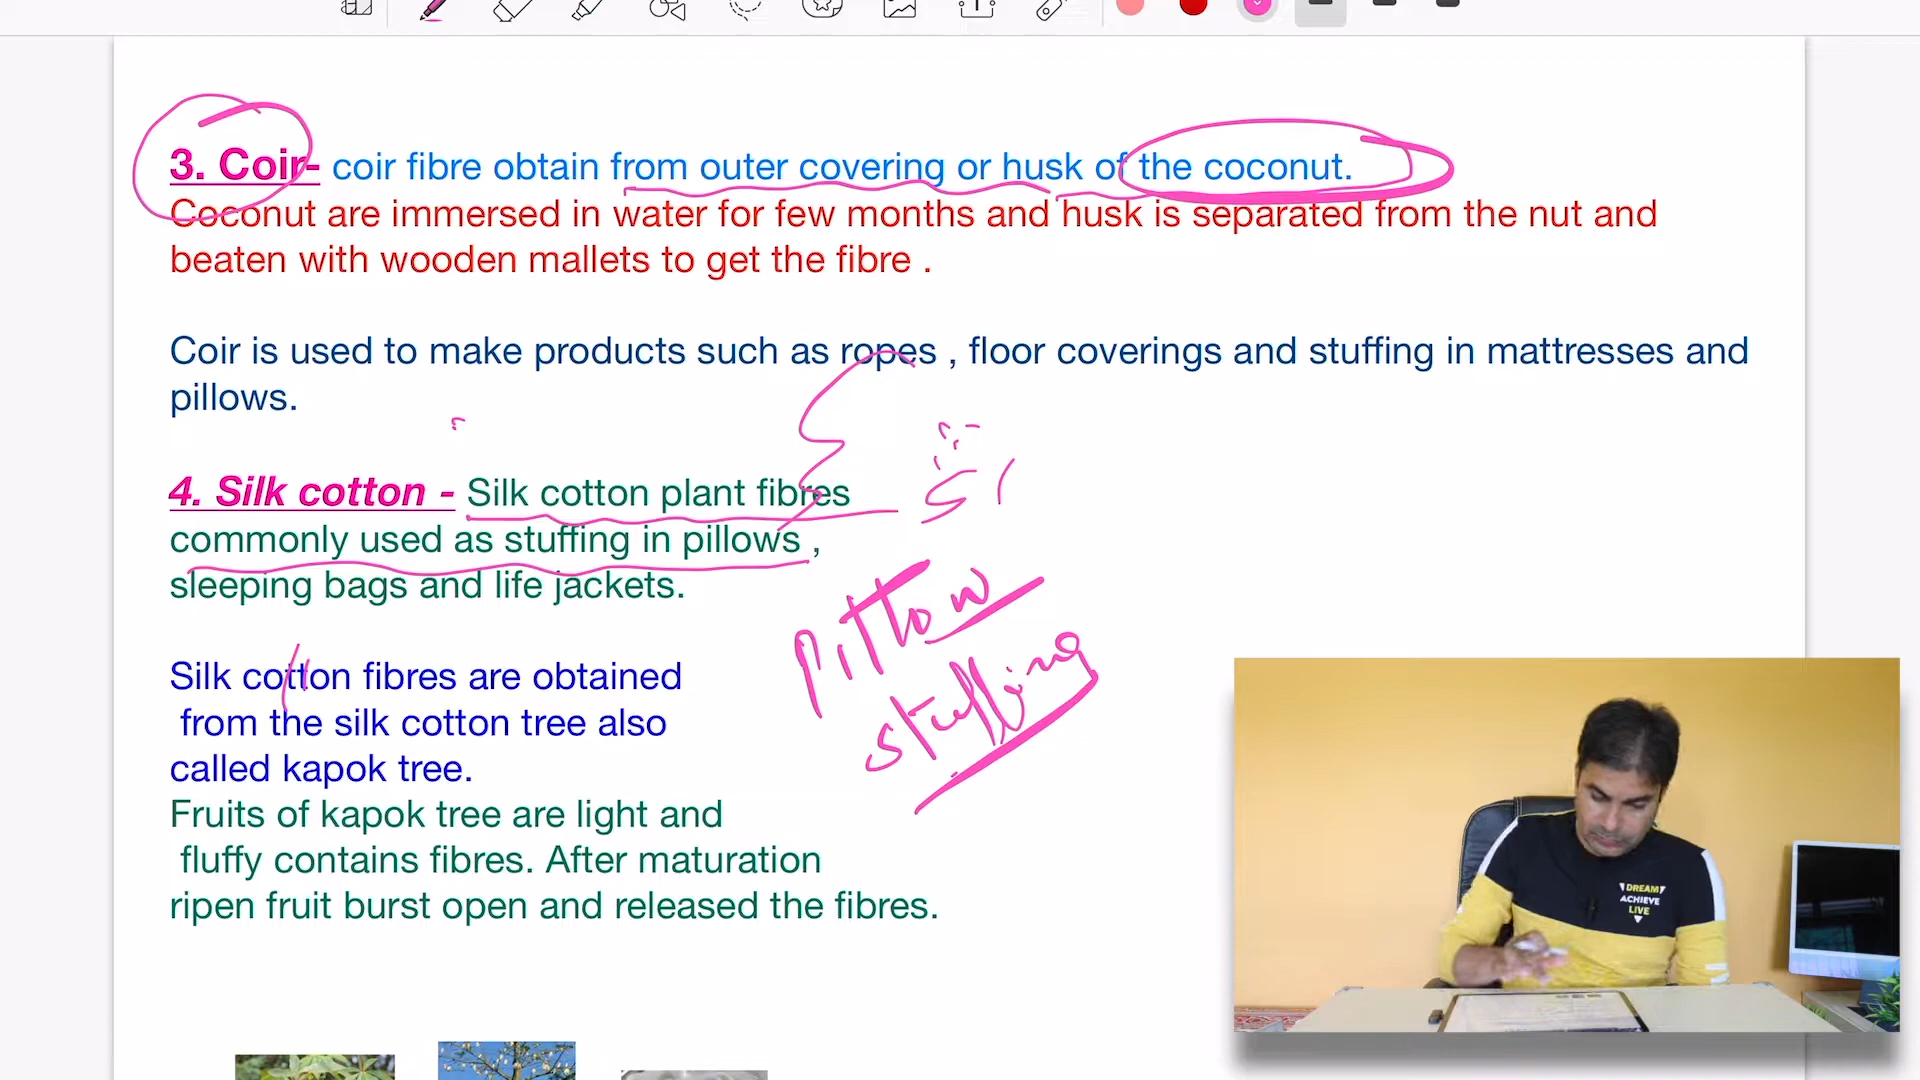 3. Coir- coir fibre obtain from outer covering or husk of the coconut.
Coconut are immersed in water for few months and husk is separated from the nut and
beaten with wooden mallets to get the fibre .
Coir is used to make products such as ropes , floor coverings and stuffing in mattresses and
pillows.
4. Silk cotton - Silk cotton plant fibres
commonly used as stuffing in pillows ,
sleeping bags and life jackets.
Pillow
stuffing
Silk cotton fibres are obtained
from the silk cotton tree also
called kapok tree.
Fruits of kapok tree are light and
fluffy contains fibres. After maturation
ripen fruit burst open and released the fibres.
DREAM
ACHIEVE
LIVE